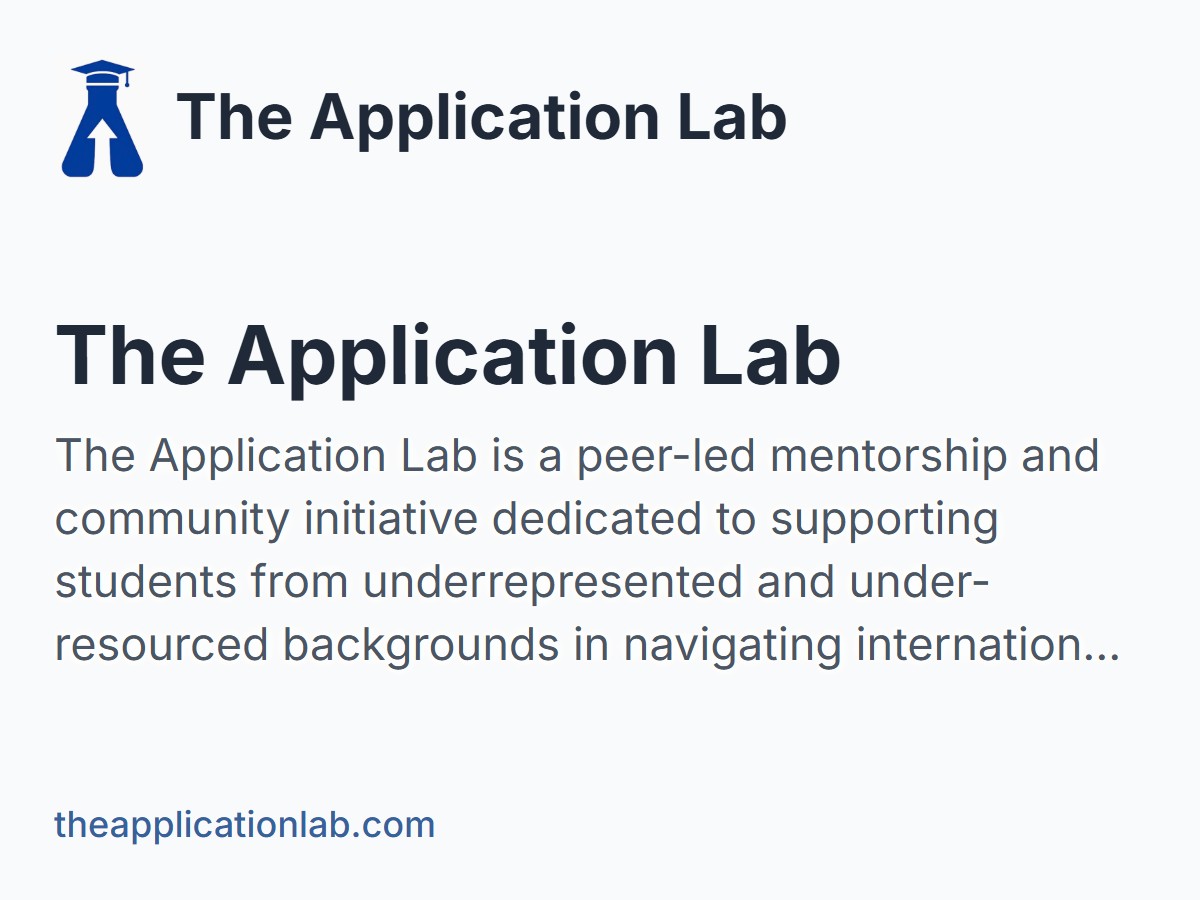 The Application Lab
The Application Lab
The Application Lab is a peer-led mentorship and
community initiative dedicated to supporting
students from underrepresented and under-
resourced backgrounds in navigating internation...
theapplicationlab.com